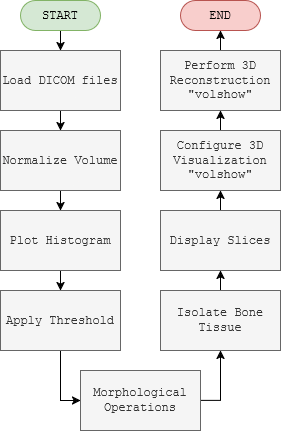 START
Load DICOM files
Normalize Volume
Plot Histogram
Apply Threshold
Morphological
Operations
Isolate Bone
Tissue
Display Slices
Configure 3D
Visualization
"volshow"
Perform 3D
Reconstruction
"volshow"
END